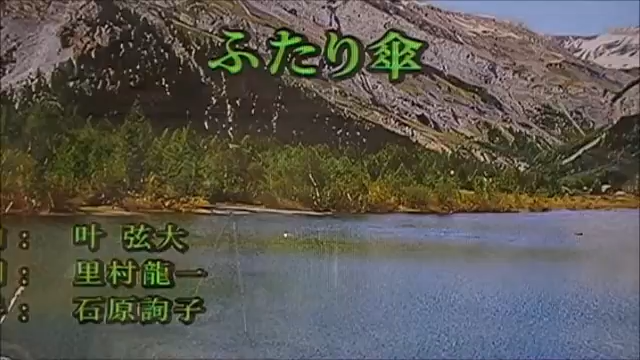 ふたり傘
: 叶 弦大
: 里村龍一
: 石原詢子